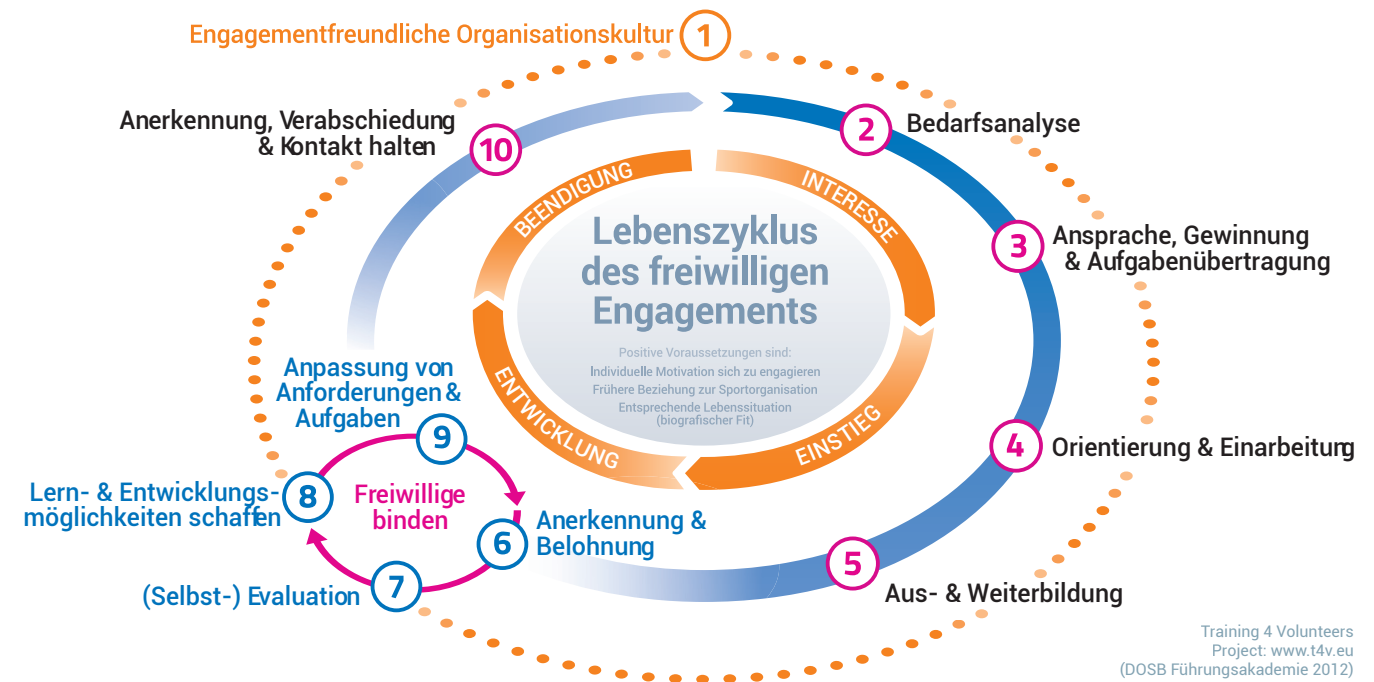 Engagementfreundliche Organisationskultur
1
Anerkennung, Verabschiedung
& Kontakt halten
10
2
Bedarfsanalyse
BEENDIGUNG
INTERESSE
Lebenszyklus
des freiwilligen
Engagements
3
Ansprache, Gewinnung
& Aufgabenübertragung
Positive Voraussetzungen sind:
Individuelle Motivation sich zu engagieren
Frühere Beziehung zur Sportorganisation
Entsprechende Lebenssituation
(biografischer Fit)
ENTWICKLUNG
EINSTIEG
Anpassung von
Anforderungen &
Aufgaben
9
4
Orientierung & Einarbeitung
Lern- & Entwicklungs-
möglichkeiten schaffen
8
Freiwillige
binden
6
Anerkennung &
Belohnung
5
Aus- & Weiterbildung
(Selbst-) Evaluation
7
Training 4 Volunteers
Project: www.t4v.eu
(DOSB Führungsakademie 2012)